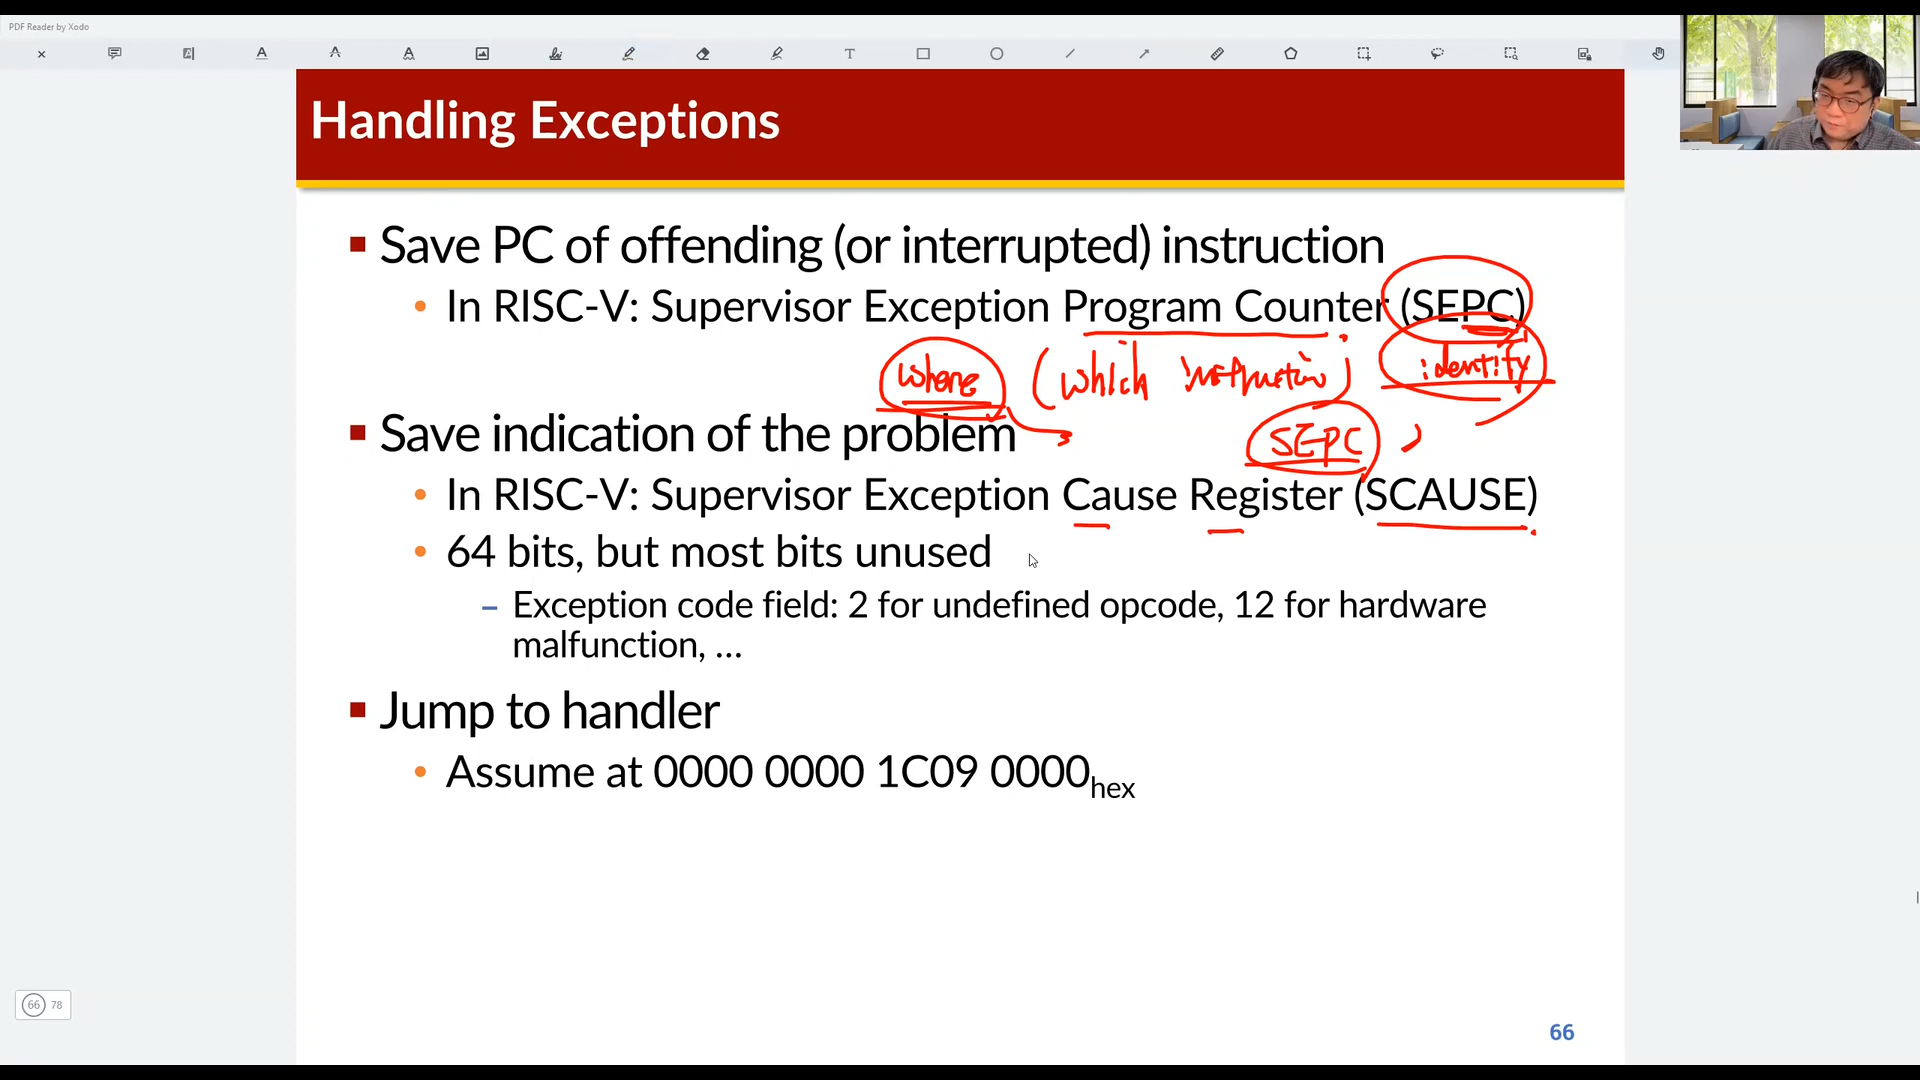 PDF Reader by Xodo
Handling Exceptions
Save PC of offending (or interrupted) instruction
In RISC-V: Supervisor Exception Program Counter (SEPC)
where (which instruction) identify
Save indication of the problem
SEPC ,
In RISC-V: Supervisor Exception Cause Register (SCAUSE)
64 bits, but most bits unused
– Exception code field: 2 for undefined opcode, 12 for hardware
malfunction, ...
Jump to handler
Assume at 0000 0000 1C09 0000hex
66 78
66